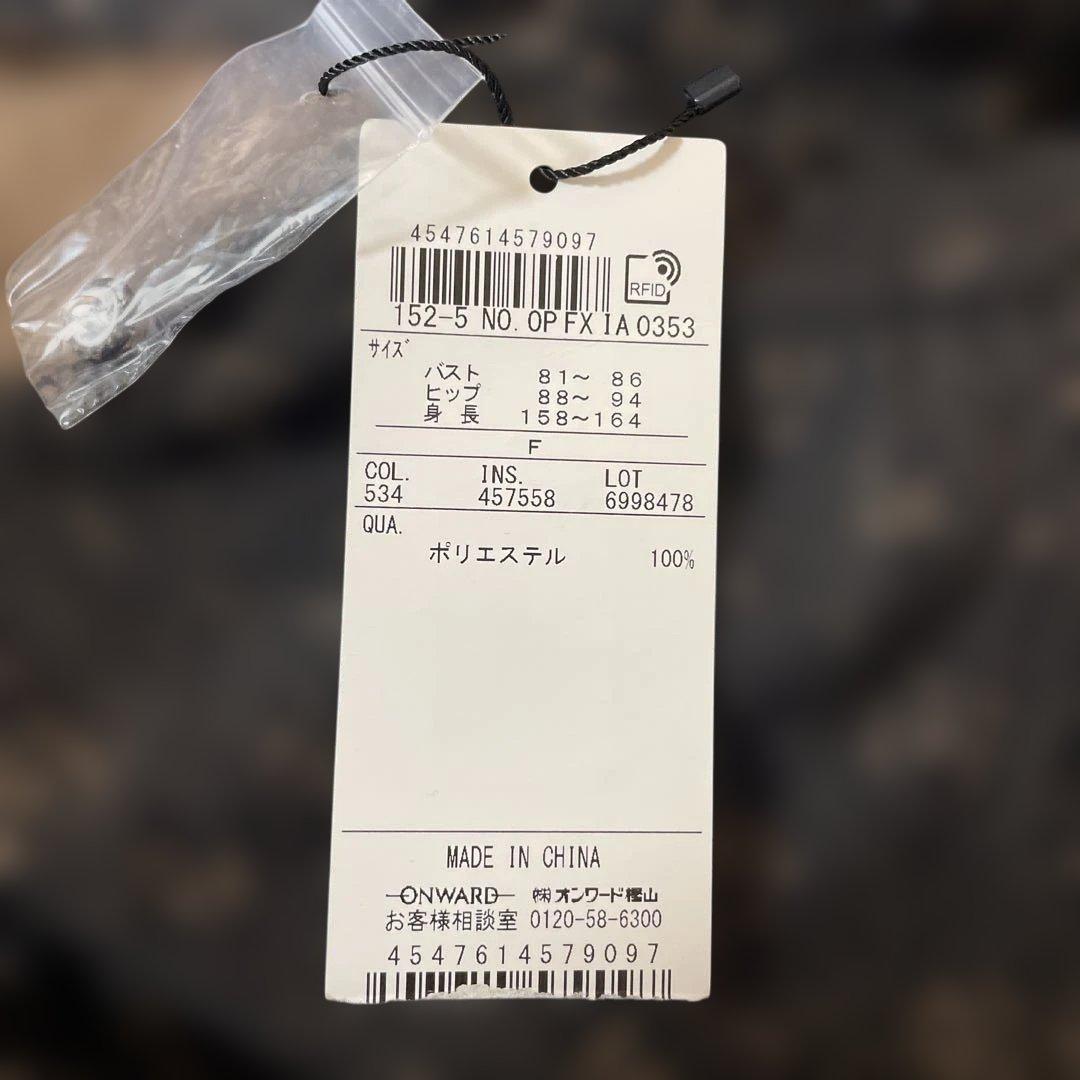 4547614579097
RFID
152-5 NO. OPFXIA0353
サイズ
バスト 81～ 86
ヒップ 88～ 94
身 長 158～164
F
COL. INS. LOT
534 457558 6998478
QUA.
ポリエステル 100%
MADE IN CHINA
ONWARD ㈱オンワード樫山
お客様相談室 0120-58-6300
4547614579097